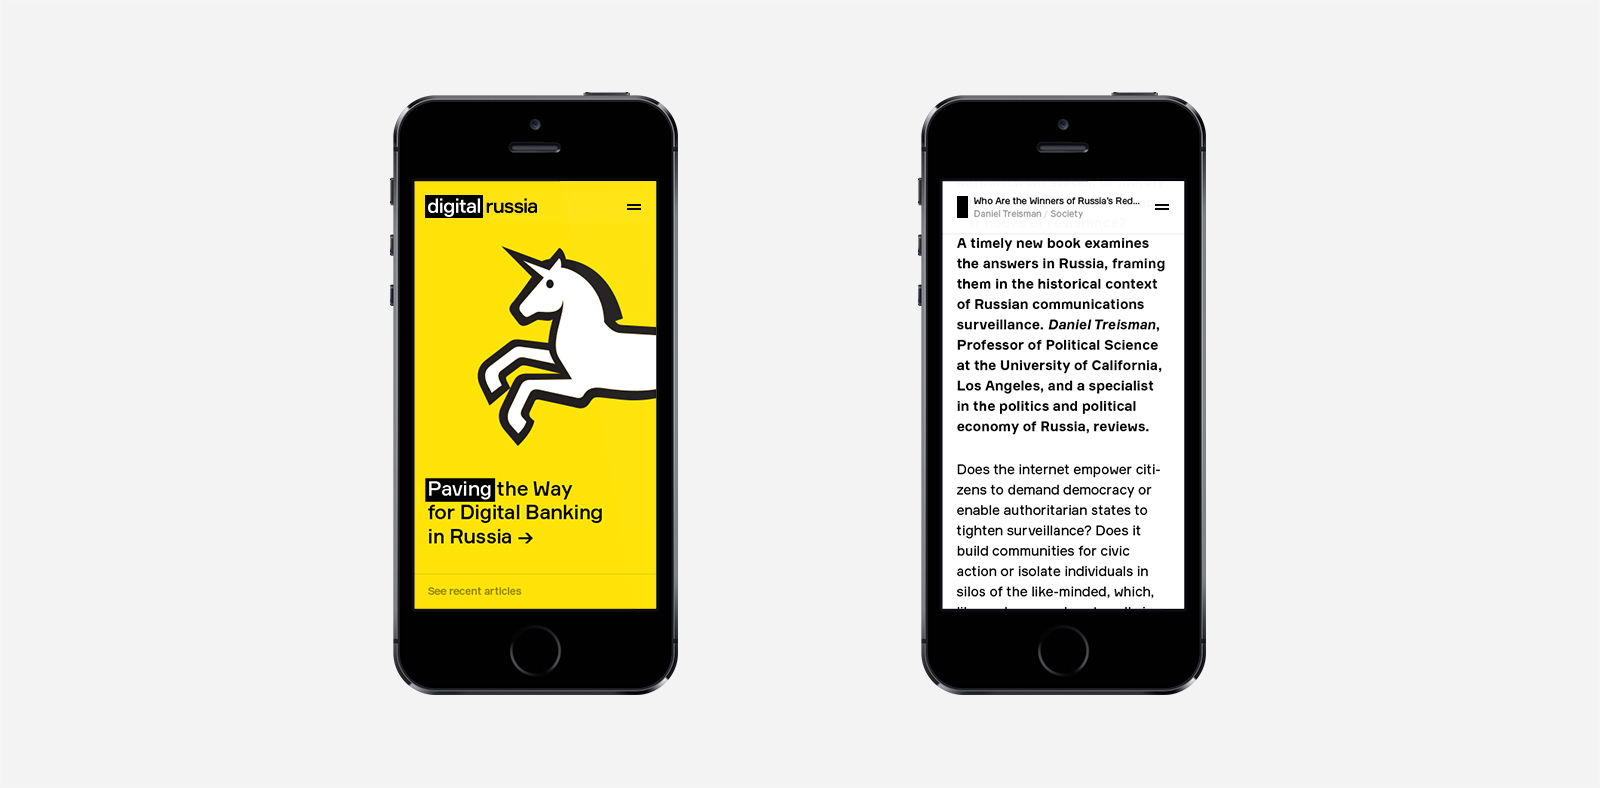 digital russia
Paving the Way
for Digital Banking
in Russia →
See recent articles
Who Are the Winners of Russia's Red...
Daniel Treisman / Society
A timely new book examines
the answers in Russia, framing
them in the historical context
of Russian communications
surveillance. Daniel Treisman,
Professor of Political Science
at the University of California,
Los Angeles, and a specialist
in the politics and political
economy of Russia, reviews.
Does the internet empower citi-
zens to demand democracy or
enable authoritarian states to
tighten surveillance? Does it
build communities for civic
action or isolate individuals in
silos of the like-minded, which,